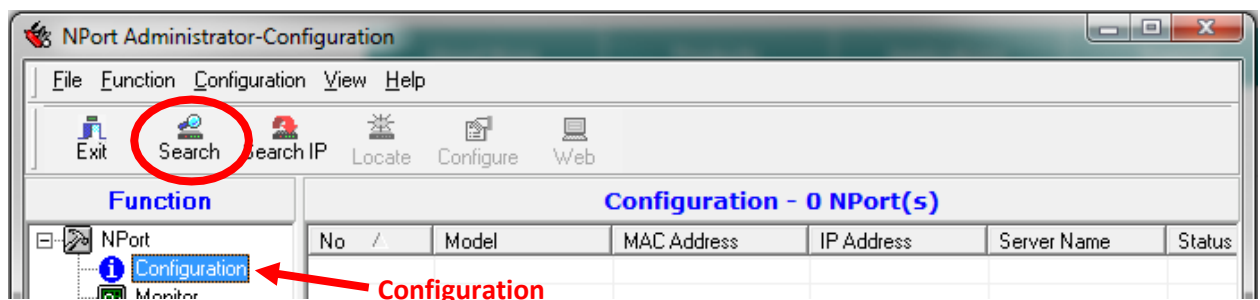 NPort Administrator-Configuration
File Function Configuration View Help
Exit Search Search IP Locate Configure Web
Function
Configuration - 0 NPort(s)
NPort
No Model MAC Address IP Address Server Name Status
Configuration
Monitor
Configuration